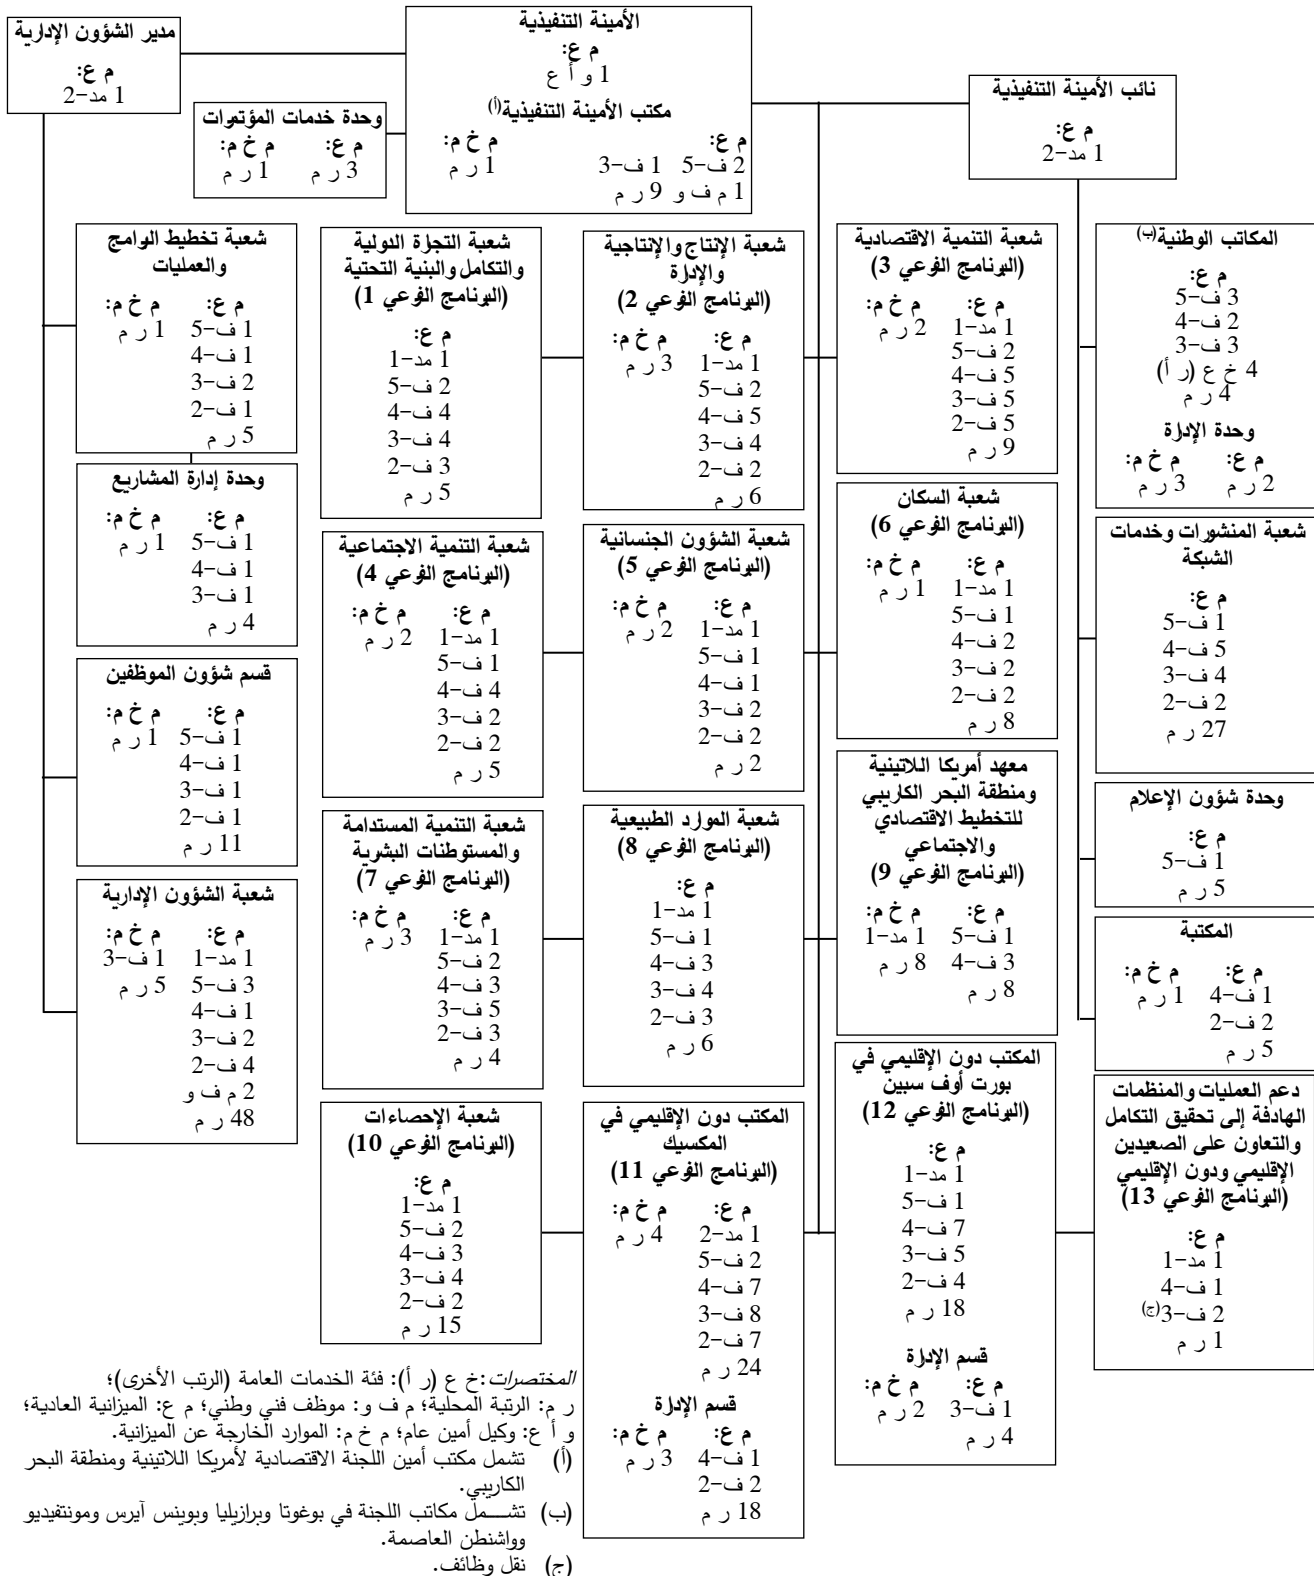 الأمينة التنفيذية
م ع:
1 و أ ع
مكتب الأمينة التنفيذية(أ)
م ع: م خ م:
2 ف-5 1 ف-3 1 ر م
1 م ف و 9 ر م
مدير الشؤون الإدارية
م ع:
1 مد-2
وحدة خدمات المؤتمرات
م ع: م خ م:
3 ر م 1 ر م
نائب الأمينة التنفيذية
م ع:
1 مد-2
المكاتب الوطنية(ب)
م ع:
3 ف-5
2 ف-4
3 ف-3
4 خ ع (ر أ)
4 ر م
وحدة الإدارة
م ع: م خ م:
2 ر م 3 ر م
شعبة التنمية الاقتصادية
(البرنامج الفرعي 3)
م ع: م خ م:
1 مد-1 2 ر م
2 ف-5
5 ف-4
5 ف-3
5 ف-2
9 ر م
شعبة الإنتاج والإنتاجية
والإدارة
(البرنامج الفرعي 2)
م ع: م خ م:
1 مد-1 3 ر م
2 ف-5
5 ف-4
4 ف-3
2 ف-2
6 ر م
شعبة التجارة الدولية
والتكامل والبنية التحتية
(البرنامج الفرعي 1)
م ع:
1 مد-1
2 ف-5
4 ف-4
4 ف-3
3 ف-2
5 ر م
شعبة تخطيط البرامج
والعمليات
م ع: م خ م:
1 ف-5 1 ر م
1 ف-4
2 ف-3
1 ف-2
5 ر م
وحدة إدارة المشاريع
م ع: م خ م:
1 ف-5 1 ر م
1 ف-4
1 ف-3
4 ر م
شعبة المنشورات وخدمات
الشبكة
م ع:
1 ف-5
5 ف-4
4 ف-3
2 ف-2
27 ر م
شعبة السكان
(البرنامج الفرعي 6)
م ع: م خ م:
1 مد-1 1 ر م
1 ف-5
2 ف-4
2 ف-3
2 ف-2
8 ر م
شعبة الشؤون الجنسانية
(البرنامج الفرعي 5)
م ع: م خ م:
1 مد-1 2 ر م
1 ف-5
1 ف-4
2 ف-3
2 ف-2
2 ر م
شعبة التنمية الاجتماعية
(البرنامج الفرعي 4)
م ع: م خ م:
1 مد-1 2 ر م
1 ف-5
4 ف-4
2 ف-3
2 ف-2
5 ر م
قسم شؤون الموظفين
م ع: م خ م:
1 ف-5 1 ر م
1 ف-4
1 ف-3
1 ف-2
11 ر م
وحدة شؤون الإعلام
م ع:
1 ف-5
5 ر م
معهد أمريكا اللاتينية
ومنطقة البحر الكاريبي
للتخطيط الاقتصادي
والاجتماعي
(البرنامج الفرعي 9)
م ع: م خ م:
1 ف-5 1 مد-1
3 ف-4 8 ر م
8 ر م
شعبة الموارد الطبيعية
(البرنامج الفرعي 8)
م ع:
1 مد-1
1 ف-5
3 ف-4
4 ف-3
3 ف-2
6 ر م
شعبة التنمية المستدامة
والمستوطنات البشرية
(البرنامج الفرعي 7)
م ع: م خ م:
1 مد-1 3 ر م
2 ف-5
3 ف-4
5 ف-3
3 ف-2
4 ر م
شعبة الشؤون الإدارية
م ع: م خ م:
1 مد-1 1 ف-3
3 ف-5 5 ر م
1 ف-4
2 ف-3
4 ف-2
2 م ف و
48 ر م
المكتبة
م ع: م خ م:
1 ف-4 1 ر م
2 ف-2
5 ر م
دعم العمليات والمنظمات
الهادفة إلى تحقيق التكامل
والتعاون على الصعيدين
الإقليمي ودون الإقليمي
(البرنامج الفرعي 13)
م ع:
1 مد-1
1 ف-4
2 ف-3(ج)
1 ر م
المكتب دون الإقليمي في
بورت أوف سبين
(البرنامج الفرعي 12)
م ع:
1 مد-1
1 ف-5
7 ف-4
5 ف-3
4 ف-2
18 ر م
قسم الإدارة
م ع: م خ م:
1 ف-3 2 ر م
4 ر م
المكتب دون الإقليمي في
المكسيك
(البرنامج الفرعي 11)
م ع: م خ م:
1 مد-2 4 ر م
2 ف-5
7 ف-4
8 ف-3
7 ف-2
24 ر م
قسم الإدارة
م ع: م خ م:
1 ف-4 3 ر م
2 ف-2
18 ر م
شعبة الإحصاءات
(البرنامج الفرعي 10)
م ع:
1 مد-1
2 ف-5
3 ف-4
4 ف-3
2 ف-2
15 ر م
المختصرات: خ ع (ر أ): فئة الخدمات العامة (الرتب الأخرى)؛
ر م: الرتبة المحلية؛ م ف و: موظف فني وطني؛ م ع: الميزانية العادية؛
و أ ع: وكيل أمين عام؛ م خ م: الموارد الخارجة عن الميزانية.
(أ) تشمل مكتب أمين اللجنة الاقتصادية لأمريكا اللاتينية ومنطقة البحر
الكاريبي.
(ب) تشمل مكاتب اللجنة في بوغوتا وبرازيليا وبوينس آيرس ومونتفيديو
وواشنطن العاصمة.
(ج) نقل وظائف.